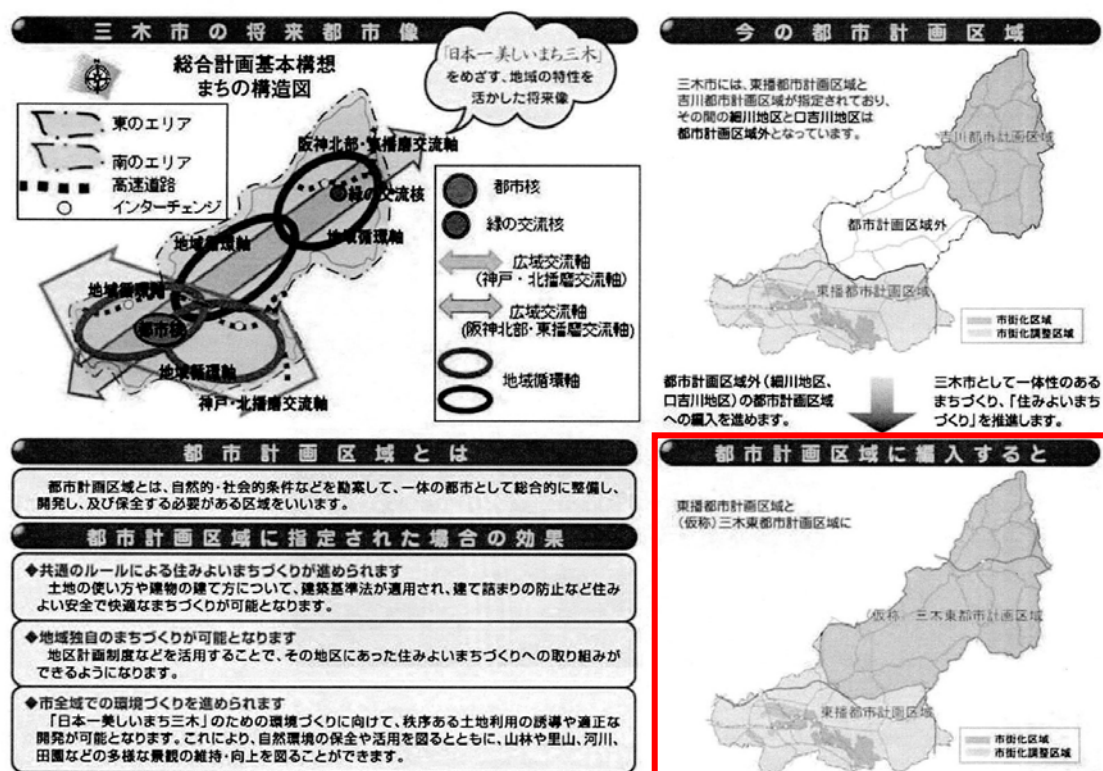 三木市の将来都市像
総合計画基本構想
まちの構造図
「日本一美しいまち三木」
をめざす、地域の特性を
活かした将来像
東のエリア
南のエリア
高速道路
インターチェンジ
阪神北部・東播磨交流軸
緑の交流核
地域循環軸
地域循環軸
地域循環軸
都市核
地域循環軸
神戸・北播磨交流軸
都市核
緑の交流核
広域交流軸
(神戸・北播磨交流軸)
広域交流軸
(阪神北部・東播磨交流軸)
地域循環軸
今の都市計画区域
三木市には、東播都市計画区域と
吉川都市計画区域が指定されており、
その間の細川地区と口吉川地区は
都市計画区域外となっています。
吉川都市計画区域
都市計画区域外
東播都市計画区域
市街化区域
市街化調整区域
都市計画区域外(細川地区、
口吉川地区)の都市計画区域
への編入を進めます。
三木市として一体性のある
まちづくり、「住みよいまち
づくり」を推進します。
都市計画区域とは
都市計画区域とは、自然的・社会的条件などを勘案して、一体の都市として総合的に整備し、
開発し、及び保全する必要がある区域をいいます。
都市計画区域に指定された場合の効果
◆共通のルールによる住みよいまちづくりが進められます
土地の使い方や建物の建て方について、建築基準法が適用され、建て詰まりの防止など住み
よい安全で快適なまちづくりが可能となります。
◆地域独自のまちづくりが可能となります
地区計画制度などを活用することで、その地区にあった住みよいまちづくりへの取り組みが
できるようになります。
◆市全域での環境づくりを進められます
「日本一美しいまち三木」のための環境づくりに向けて、秩序ある土地利用の誘導や適正な
開発が可能となります。これにより、自然環境の保全や活用を図るとともに、山林や里山、河川、
田園などの多様な景観の維持・向上を図ることができます。
都市計画区域に編入すると
東播都市計画区域と
(仮称)三木東都市計画区域に
(仮称)三木東都市計画区域
東播都市計画区域
市街化区域
市街化調整区域